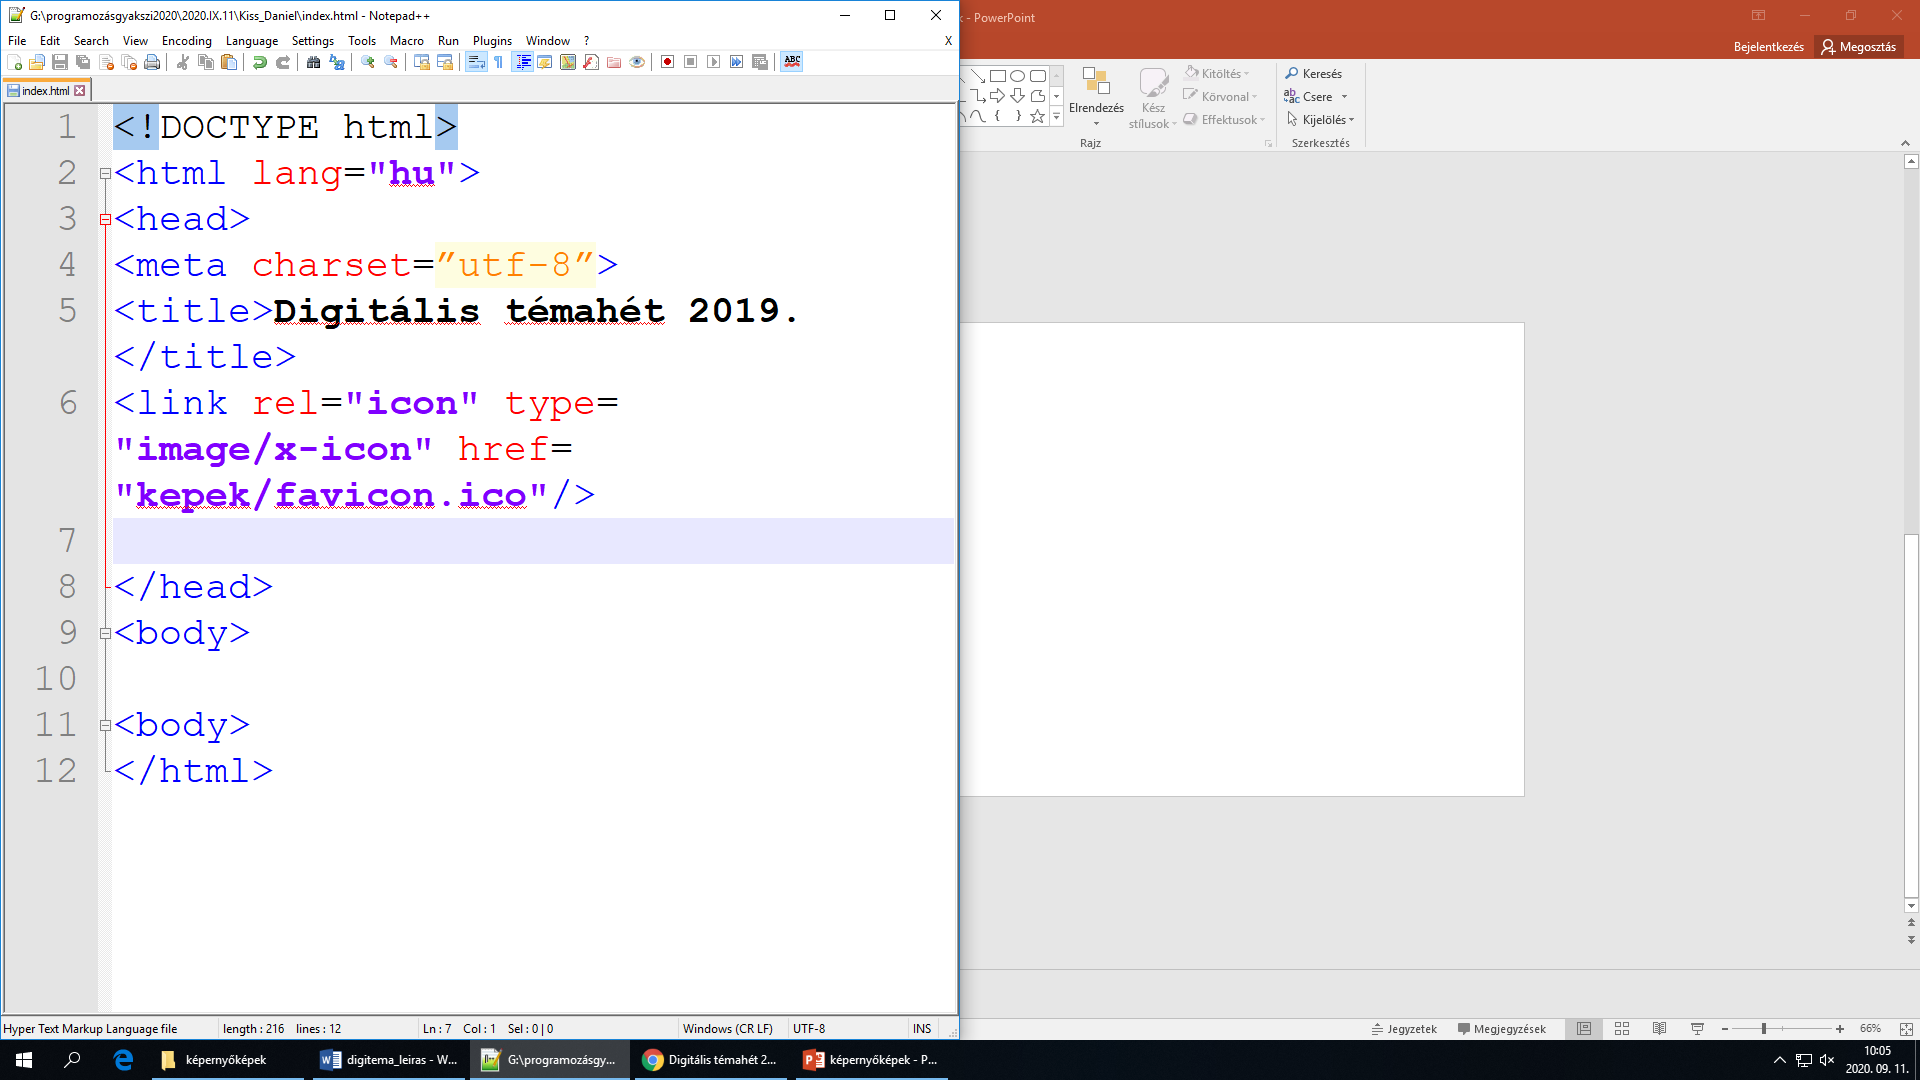 G:\programozásgyakszi2020\2020.IX.11\Kiss_Daniel\index.html - Notepad++
k - PowerPoint
File Edit Search View Encoding Language Settings Tools Macro Run Plugins Window ? X
Bejelentkezés Megosztás
ABC
index.html
Elrendezés
Kész stílusok
Kitöltés
Körvonal
Effektusok
Rajz
Keresés
Csere
Kijelölés
Szerkesztés
1 <!DOCTYPE html>
2 <html lang="hu">
3 <head>
4 <meta charset=”utf-8”>
5 <title>Digitális témahét 2019.
</title>
6 <link rel="icon" type=
"image/x-icon" href=
"kepek/favicon.ico"/>
7
8 </head>
9 <body>
10
11 <body>
12 </html>
Hyper Text Markup Language file length : 216 lines : 12 Ln : 7 Col : 1 Sel : 0 | 0 Windows (CR LF) UTF-8 INS
Jegyzetek Megjegyzések 66%
képernyőképek digitema_leiras - W... G:\programozásgy... Digitális témahét 2... képernyőképek - P...
10:05
2020. 09. 11.